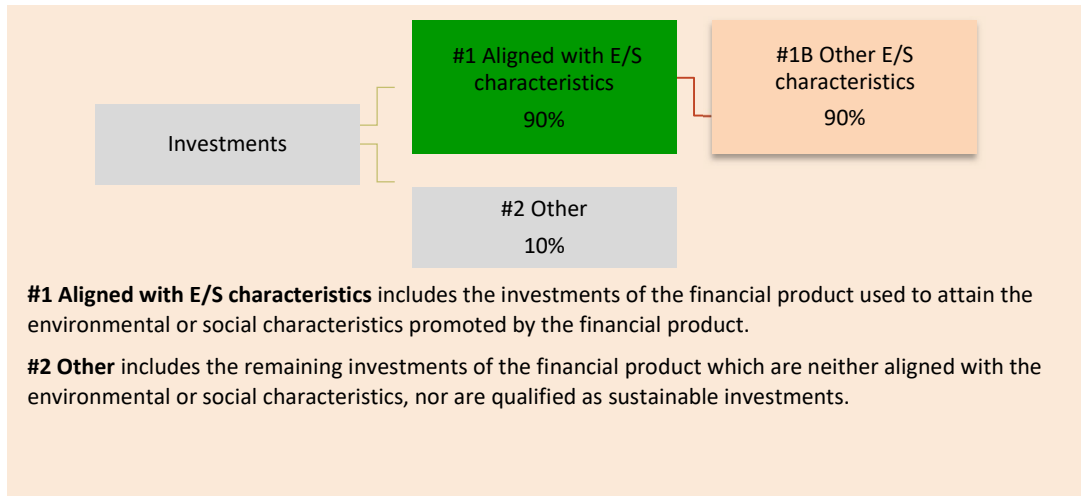 #1 Aligned with E/S
characteristics
90%
#1B Other E/S
characteristics
90%
Investments
#2 Other
10%
#1 Aligned with E/S characteristics includes the investments of the financial product used to attain the
environmental or social characteristics promoted by the financial product.
#2 Other includes the remaining investments of the financial product which are neither aligned with the
environmental or social characteristics, nor are qualified as sustainable investments.